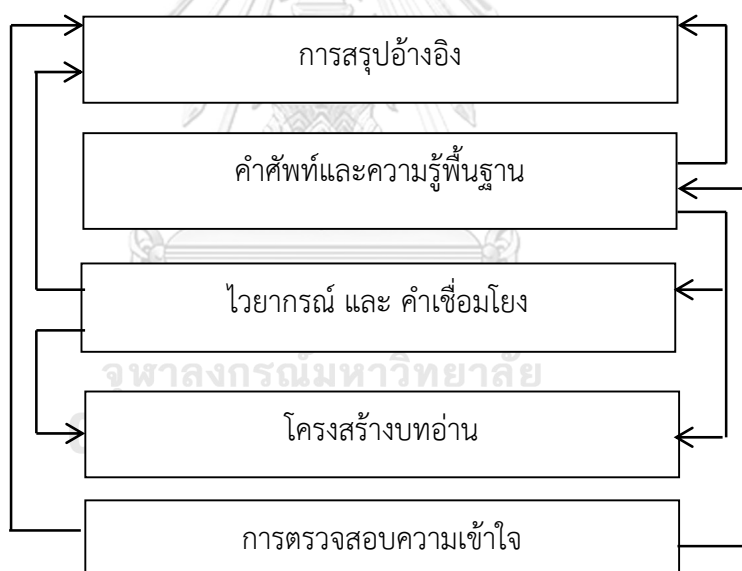 การสรุปอ้างอิง
คำศัพท์และความรู้พื้นฐาน
ไวยากรณ์ และ คำเชื่อมโยง
จุฬาลงกรณ์มหาวิทยาลัย
โครงสร้างบทอ่าน
การตรวจสอบความเข้าใจ